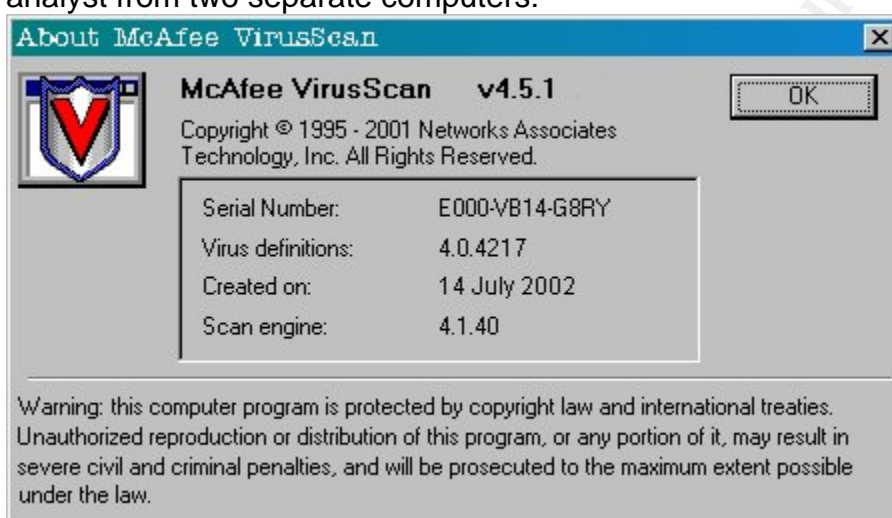 analyst from two separate computers.
About McAfee VirusScan
McAfee VirusScan v4.5.1
OK
Copyright © 1995 - 2001 Networks Associates
Technology, Inc. All Rights Reserved.
Serial Number: E000-VB14-G8RY
Virus definitions: 4.0.4217
Created on: 14 July 2002
Scan engine: 4.1.40
Warning: this computer program is protected by copyright law and international treaties.
Unauthorized reproduction or distribution of this program, or any portion of it, may result in
severe civil and criminal penalties, and will be prosecuted to the maximum extent possible
under the law.